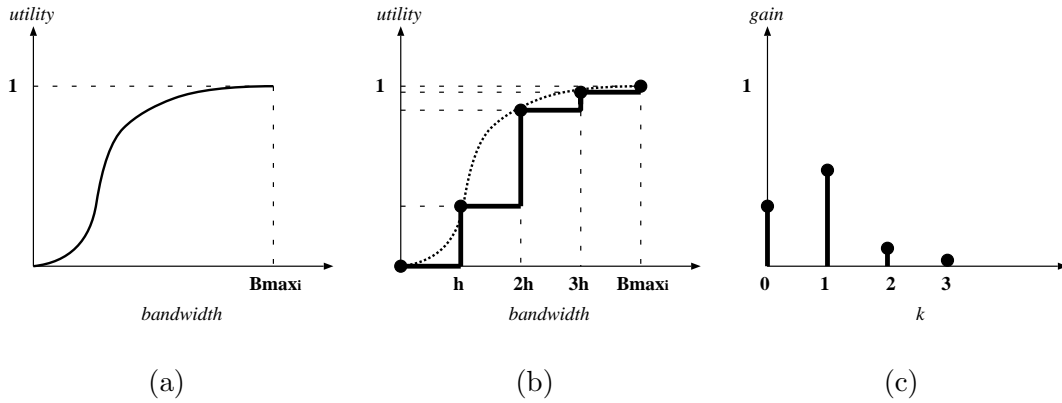 utility
1
Bmaxi
bandwidth
(a)
utility
1
h 2h 3h Bmaxi
bandwidth
(b)
gain
1
0 1 2 3
k
(c)